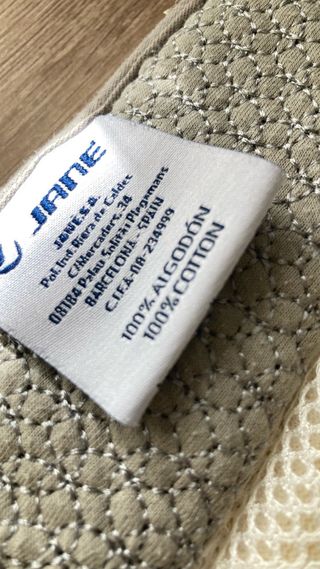 JANE
JANE S.A.
Pol. Ind. Riera de Caldes
C/Mercaders, 34
08184 Palau Solità i Plegamans
BARCELONA - SPAIN
C.I.F. A-08-234999
100% ALGODÓN
100% COTTON